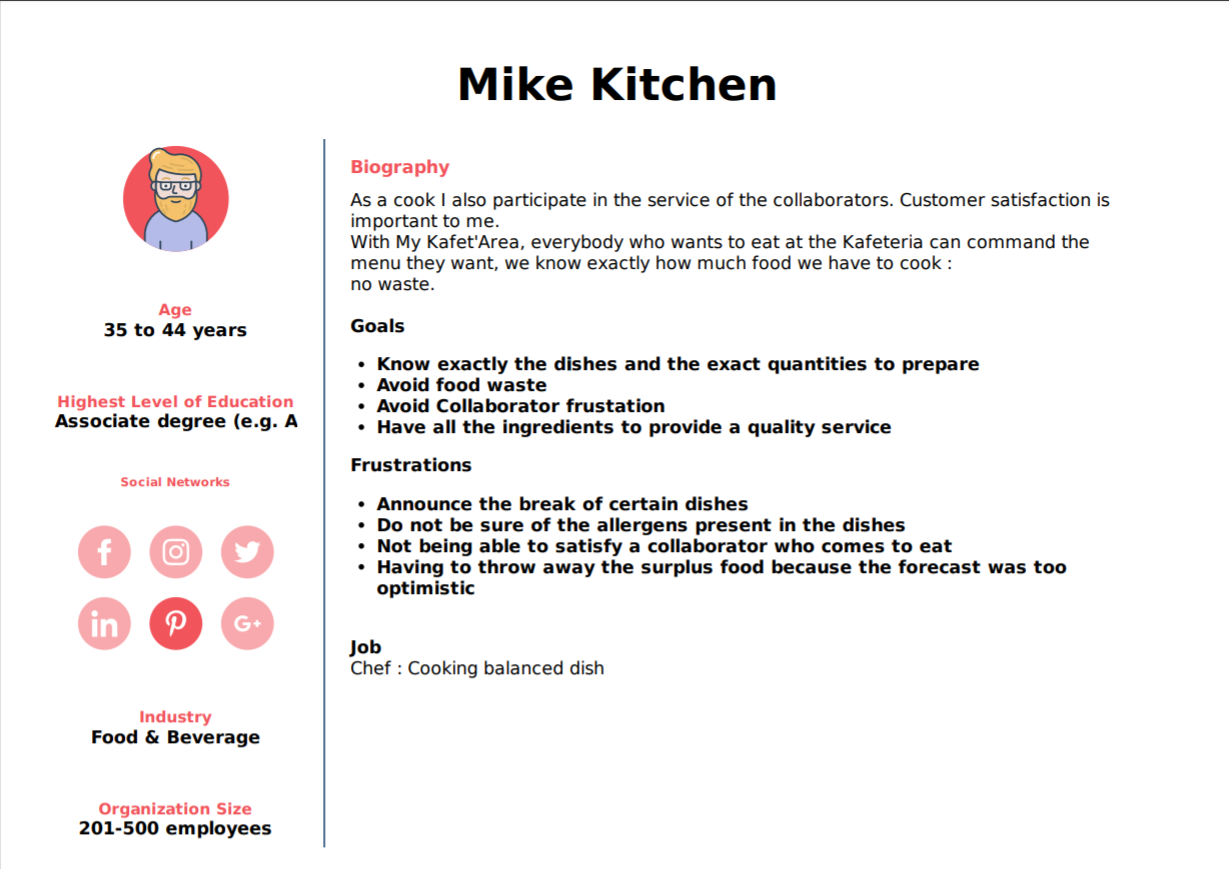 Mike Kitchen
Age
35 to 44 years
Highest Level of Education
Associate degree (e.g. A
Social Networks
f
in
G+
Industry
Food & Beverage
Organization Size
201-500 employees
Biography
As a cook I also participate in the service of the collaborators. Customer satisfaction is
important to me.
With My Kafet'Area, everybody who wants to eat at the Kafeteria can command the
menu they want, we know exactly how much food we have to cook :
no waste.
Goals
• Know exactly the dishes and the exact quantities to prepare
• Avoid food waste
• Avoid Collaborator frustation
• Have all the ingredients to provide a quality service
Frustrations
• Announce the break of certain dishes
• Do not be sure of the allergens present in the dishes
• Not being able to satisfy a collaborator who comes to eat
• Having to throw away the surplus food because the forecast was too
optimistic
Job
Chef : Cooking balanced dish